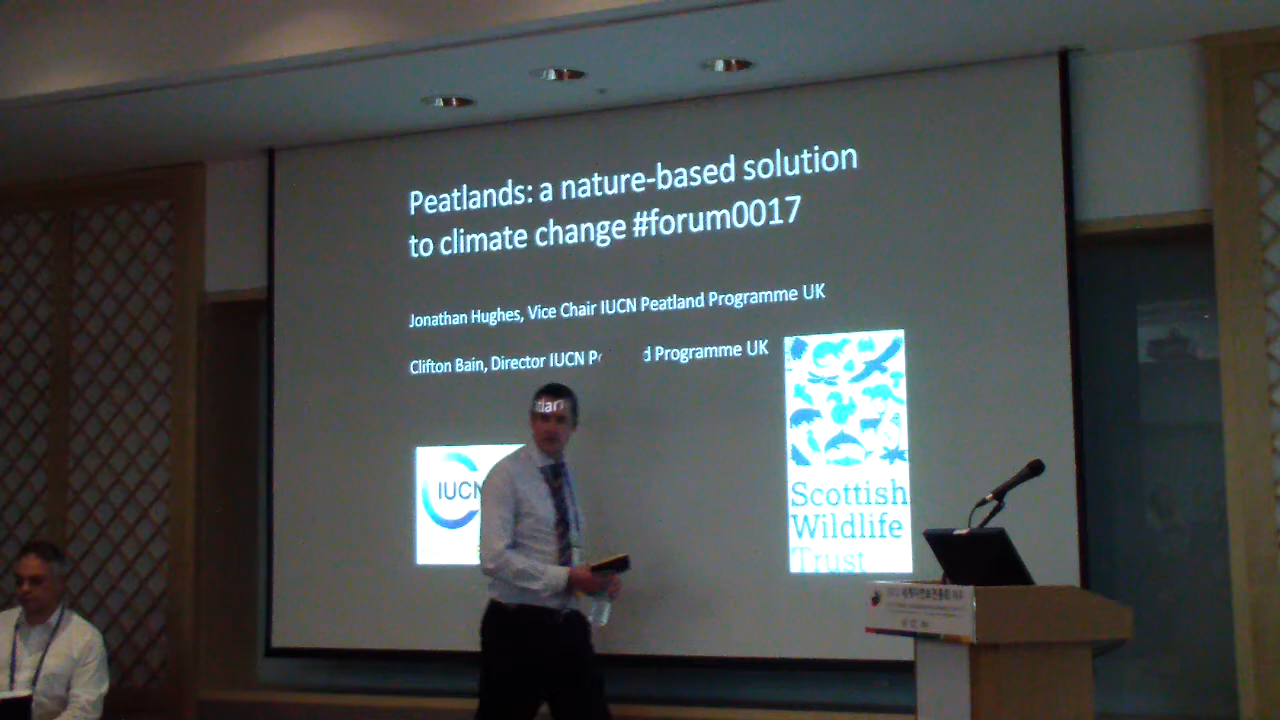 Peatlands: a nature-based solution
to climate change #forum0017
Jonathan Hughes, Vice Chair IUCN Peatland Programme UK
Clifton Bain, Director IUCN P d Programme UK
tlan
IUCN
Scottish
Wildlife
Trust